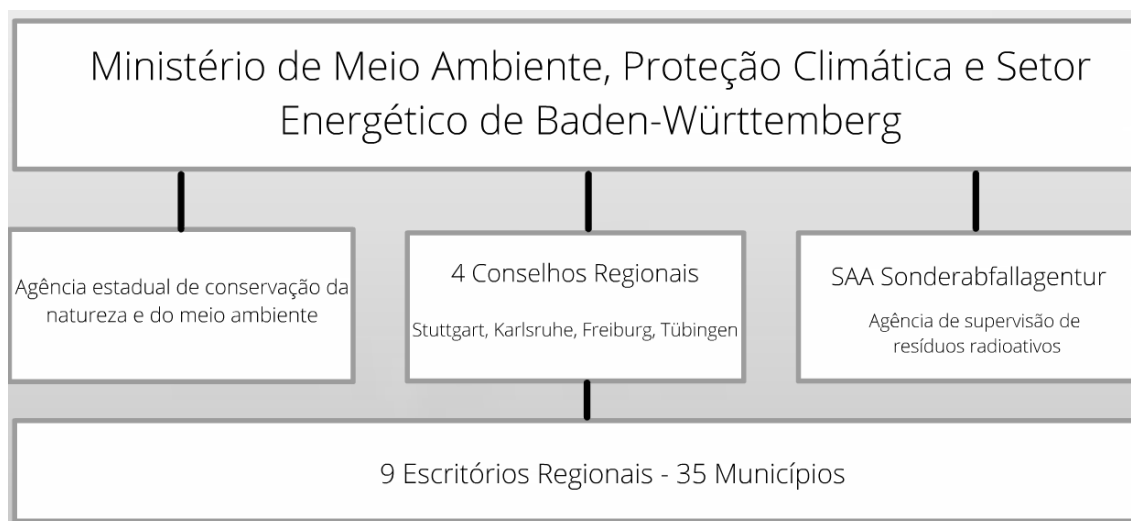 Ministério de Meio Ambiente, Proteção Climática e Setor
Energético de Baden-Württemberg
Agência estadual de conservação da
natureza e do meio ambiente
4 Conselhos Regionais
Stuttgart, Karlsruhe, Freiburg, Tübingen
SAA Sonderabfallagentur
Agência de supervisão de
resíduos radioativos
9 Escritórios Regionais - 35 Municípios